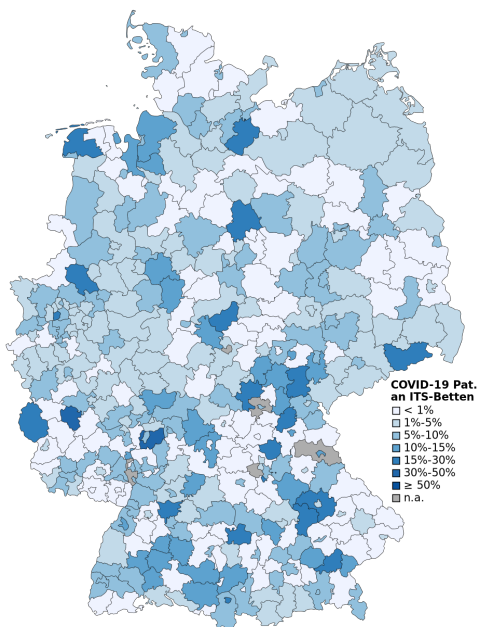 COVID-19 Pat.
an ITS-Betten
< 1%
1%-5%
5%-10%
10%-15%
15%-30%
30%-50%
≥ 50%
n.a.